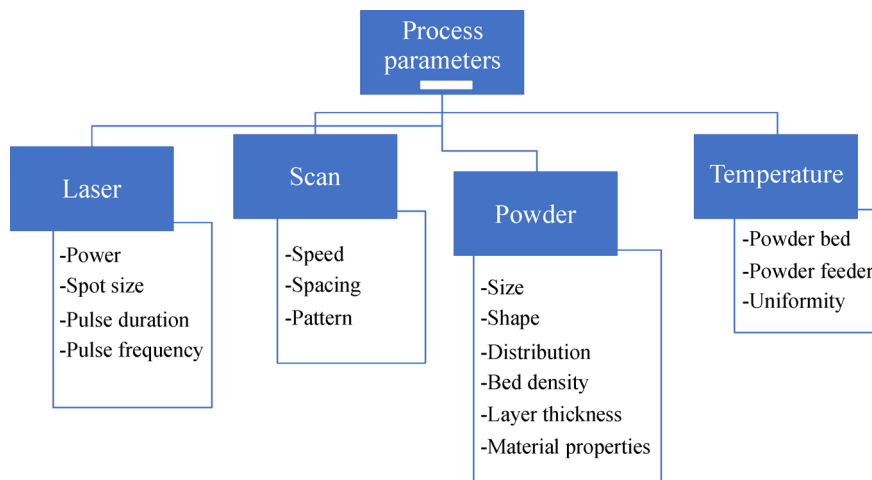 Process
parameters
Laser
-Power
-Spot size
-Pulse duration
-Pulse frequency
Scan
-Speed
-Spacing
-Pattern
Powder
-Size
-Shape
-Distribution
-Bed density
-Layer thickness
-Material properties
Temperature
-Powder bed
-Powder feeder
-Uniformity